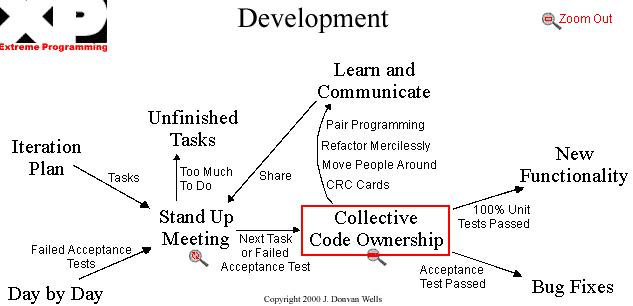 XP
Extreme Programming
Development
Zoom Out
Learn and
Communicate
Unfinished
Tasks
Pair Programming
Refactor Mercilessly
Move People Around
CRC Cards
Iteration
Plan
Too Much
To Do
Share
New
Functionality
Tasks
Stand Up
Meeting
Collective
Code Ownership
100% Unit
Tests Passed
Failed Acceptance
Tests
Next Task
or Failed
Acceptance Test
Acceptance
Test Passed
Day by Day
Bug Fixes
Copyright 2000 J. Donvan Wells